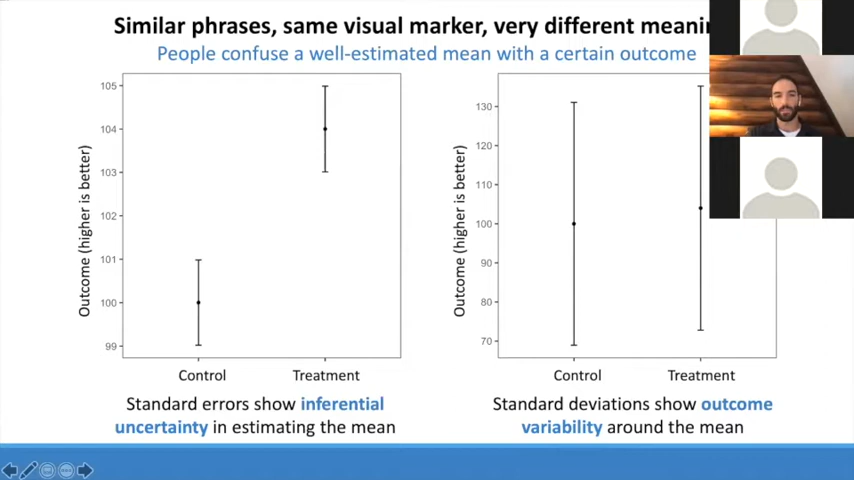 Similar phrases, same visual marker, very different
People confuse a well-estimated mean with a certain outcome
Outcome (higher is better)
105
104
103
102
101
100
99
Control
Treatment
Standard errors show inferential
uncertainty in estimating the mean
Outcome (higher is better)
130
120
110
100
90
80
70
Control
Treatment
Standard deviations show outcome
variability around the mean